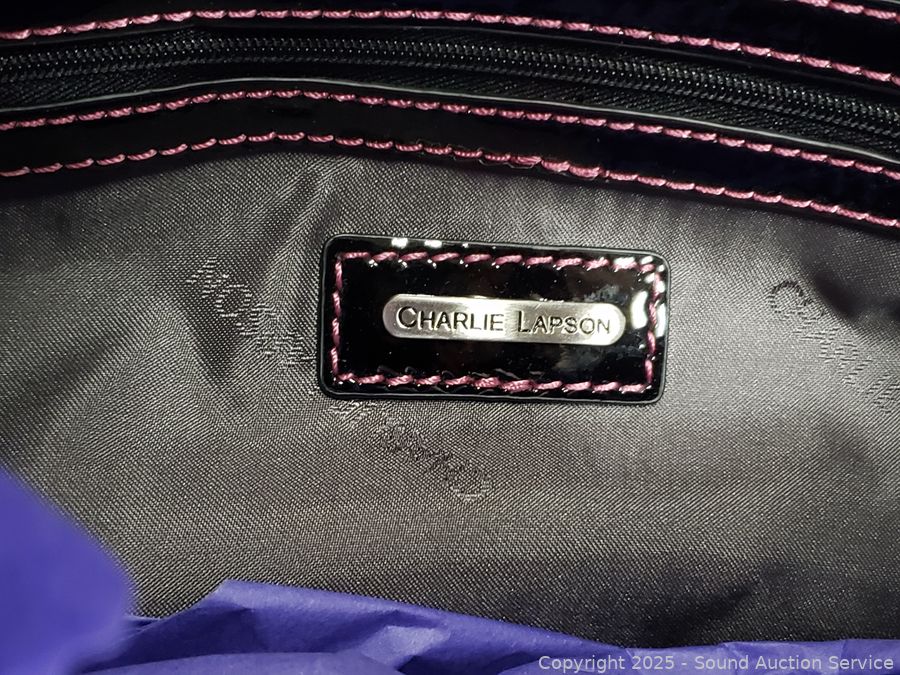 CHARLIE LAPSON
Copyright 2025 - Sound Auction Service